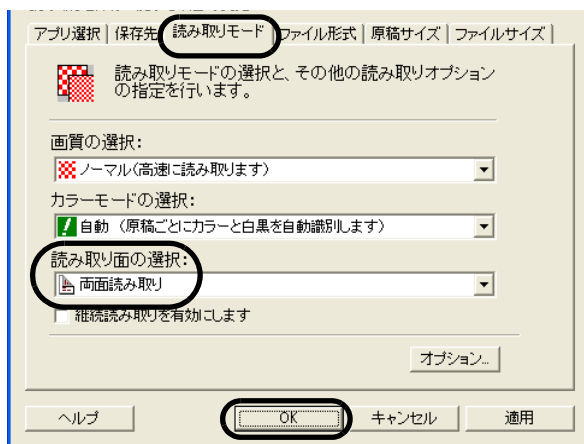 アプリ選択 保存先 読み取りモード ファイル形式 原稿サイズ ファイルサイズ
読み取りモードの選択と、その他の読み取りオプション
の指定を行います。
画質の選択:
ノーマル(高速に読み取ります)
カラーモードの選択:
自動 (原稿ごとにカラーと白黒を自動識別します)
読み取り面の選択:
両面読み取り
継続読み取りを有効にします
オプション...
ヘルプ OK キャンセル 適用